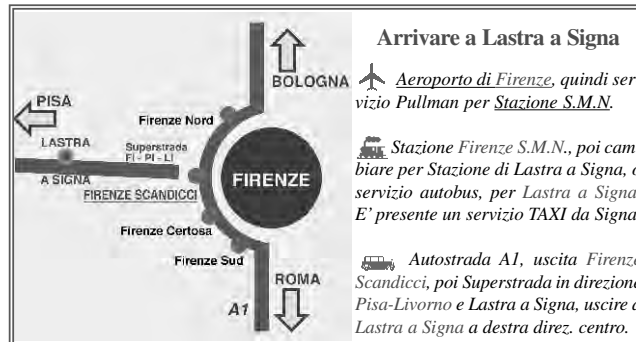 BOLOGNA
PISA
Firenze Nord
LASTRA
Superstrada
FI - PI - LI
A SIGNA
FIRENZE SCANDICCI
FIRENZE
Firenze Certosa
Firenze Sud
ROMA
A1
Arrivare a Lastra a Signa
Aeroporto di Firenze, quindi ser-
vizio Pullman per Stazione S.M.N.
Stazione Firenze S.M.N., poi cam-
biare per Stazione di Lastra a Signa, o
servizio autobus, per Lastra a Signa
E' presente un servizio TAXI da Signa
Autostrada A1, uscita Firenze
Scandicci, poi Superstrada in direzione
Pisa-Livorno e Lastra a Signa, uscire a
Lastra a Signa a destra direz. centro.